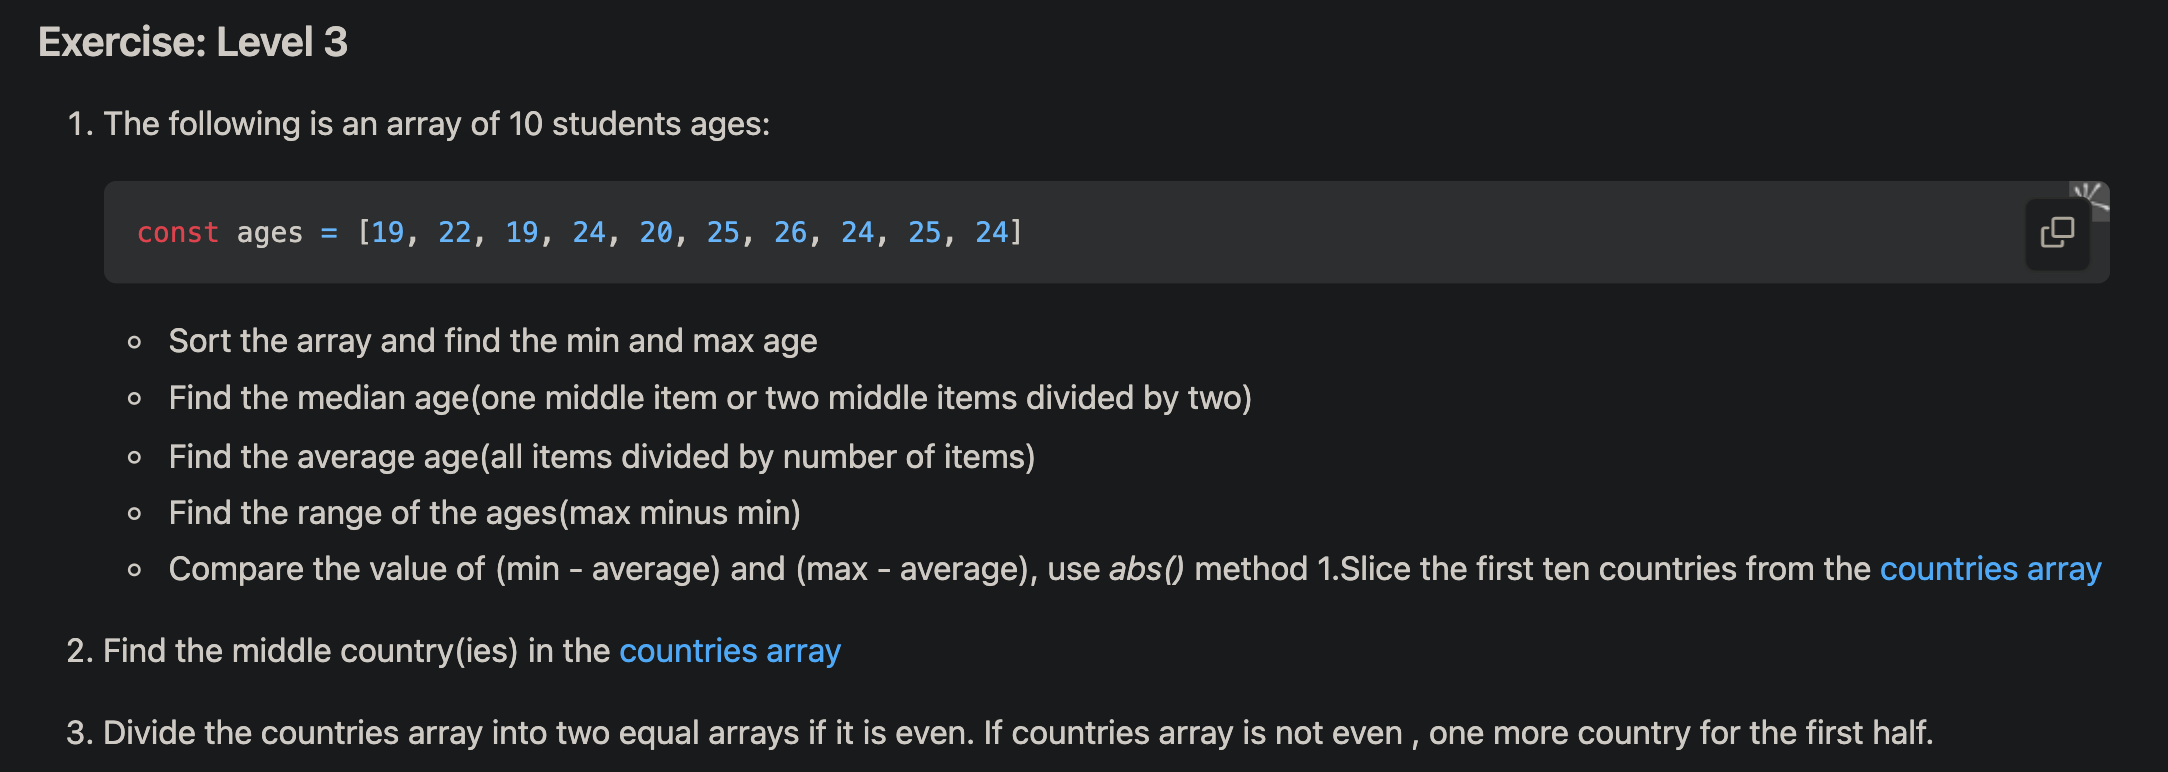 Exercise: Level 3
1. The following is an array of 10 students ages:
const ages = [19, 22, 19, 24, 20, 25, 26, 24, 25, 24]
Sort the array and find the min and max age
Find the median age(one middle item or two middle items divided by two)
Find the average age(all items divided by number of items)
Find the range of the ages(max minus min)
Compare the value of (min - average) and (max - average), use abs() method 1.Slice the first ten countries from the countries array
2. Find the middle country(ies) in the countries array
3. Divide the countries array into two equal arrays if it is even. If countries array is not even , one more country for the first half.